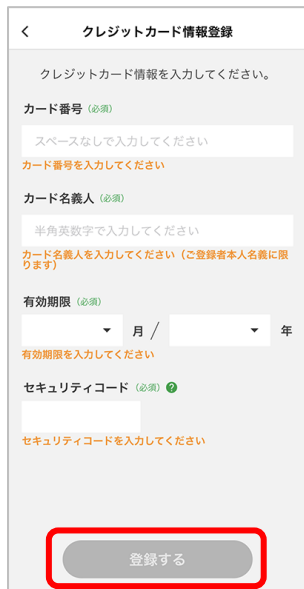 クレジットカード情報登録
クレジットカード情報を入力してください。
カード番号 (必須)
スペースなしで入力してください
カード番号を入力してください
カード名義人 (必須)
半角英数字で入力してください
カード名義人を入力してください（ご登録者本人名義に限
ります）
有効期限 (必須)
月 / 年
有効期限を入力してください
セキュリティコード (必須) ?
セキュリティコードを入力してください
登録する